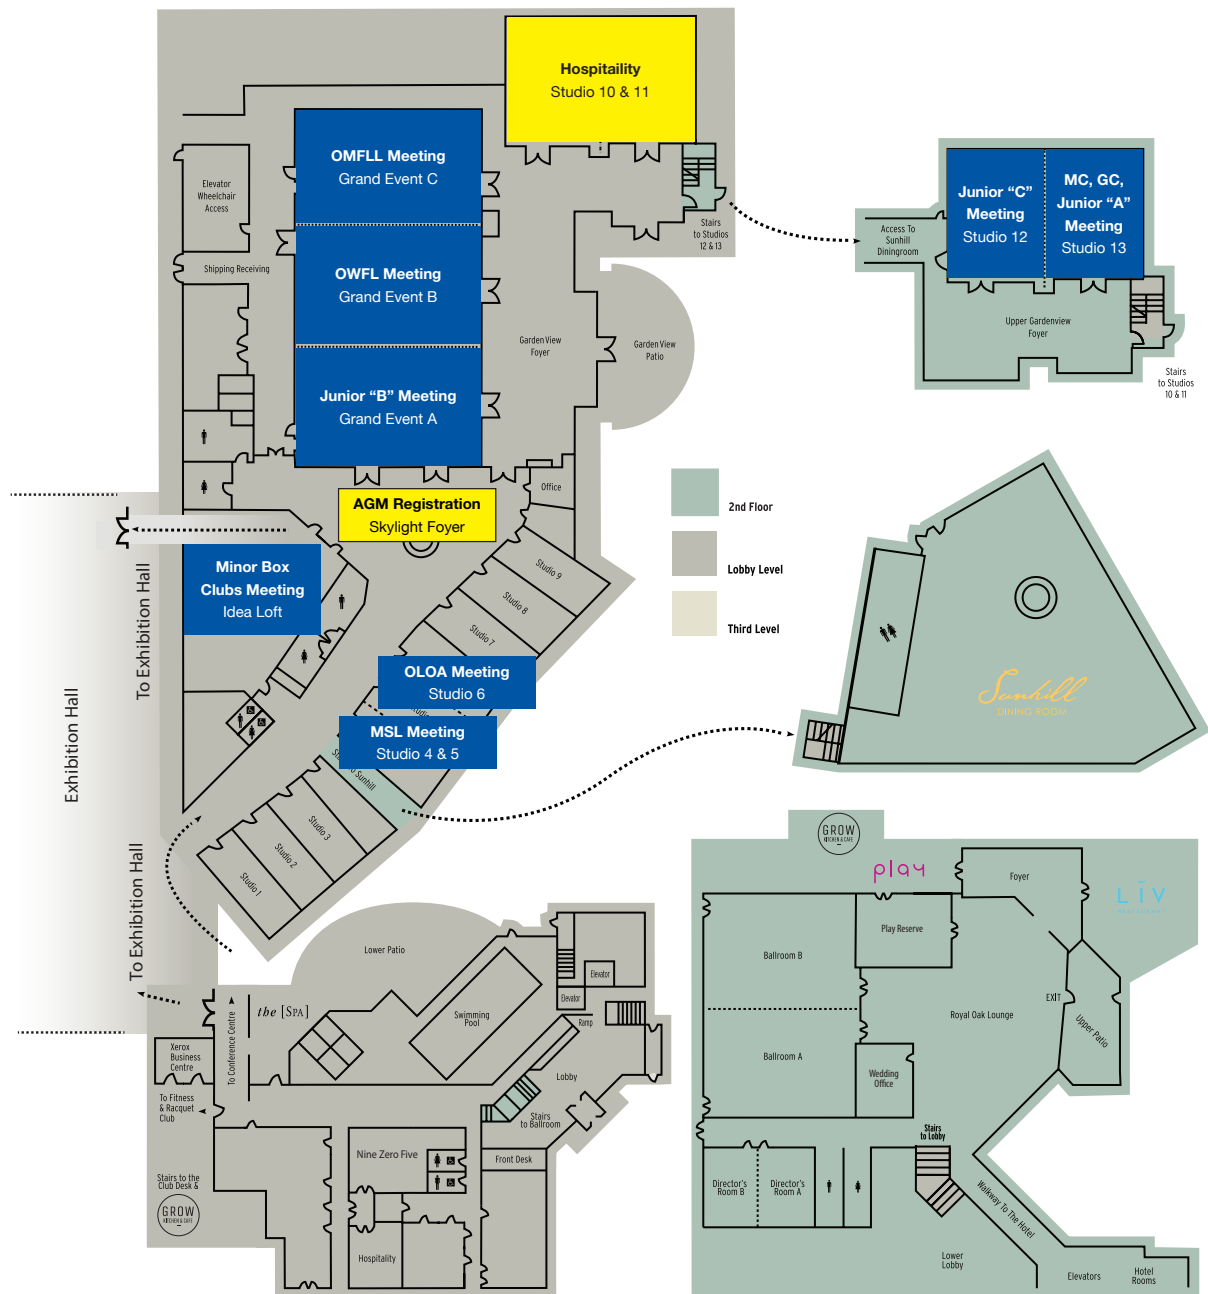 Hospitaility
Studio 10 & 11
OMFLL Meeting
Grand Event C
Elevator
Wheelchair
Access
Shipping Receiving
OWFL Meeting
Grand Event B
Junior “B” Meeting
Grand Event A
Garden View
Foyer
Garden View
Patio
Stairs
to Studios
12 & 13
Junior “C”
Meeting
Studio 12
MC, GC,
Junior “A”
Meeting
Studio 13
Access To
Sunhill
Diningroom
Upper Gardenview
Foyer
Stairs
to Studios
10 & 11
Office
AGM Registration
Skylight Foyer
2nd Floor
Lobby Level
Third Level
Minor Box
Clubs Meeting
Idea Loft
To Exhibition Hall
Exhibition Hall
To Exhibition Hall
Studio 9
Studio 8
Studio 7
OLOA Meeting
Studio 6
MSL Meeting
Studio 4 & 5
Sunhill
Studio 3
Studio 2
Studio 1
Sunhill
DINING ROOM
Lower Patio
the [SPA]
Swimming
Pool
Elevator
Elevator
Ramp
Lobby
Stairs
to Ballroom
Front Desk
Xerox
Business
Centre
To Conference Centre
To Fitness
& Racquet
Club
Stairs to the
Club Desk &
GROW
KITCHEN & CAFE
Nine Zero Five
Hospitality
GROW
KITCHEN & CAFE
play
LĪV
Foyer
Play Reserve
Ballroom B
Ballroom A
Royal Oak Lounge
EXIT
Upper Patio
Wedding
Office
Stairs
to Lobby
Director's
Room B
Director's
Room A
Walkway To The Hotel
Lower
Lobby
Elevators
Hotel
Rooms